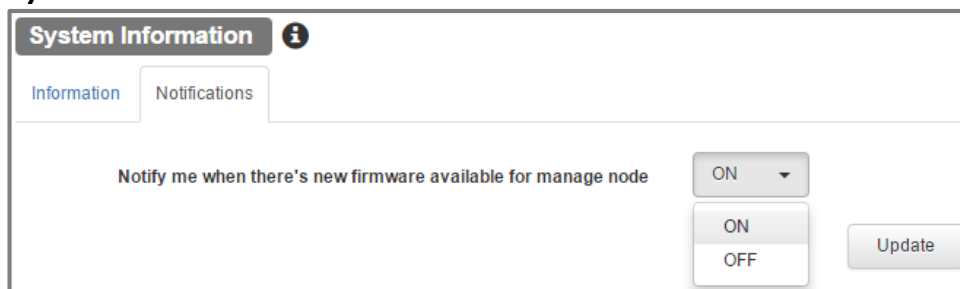 System Information
Information Notifications
Notify me when there's new firmware available for manage node ON
ON
OFF
Update